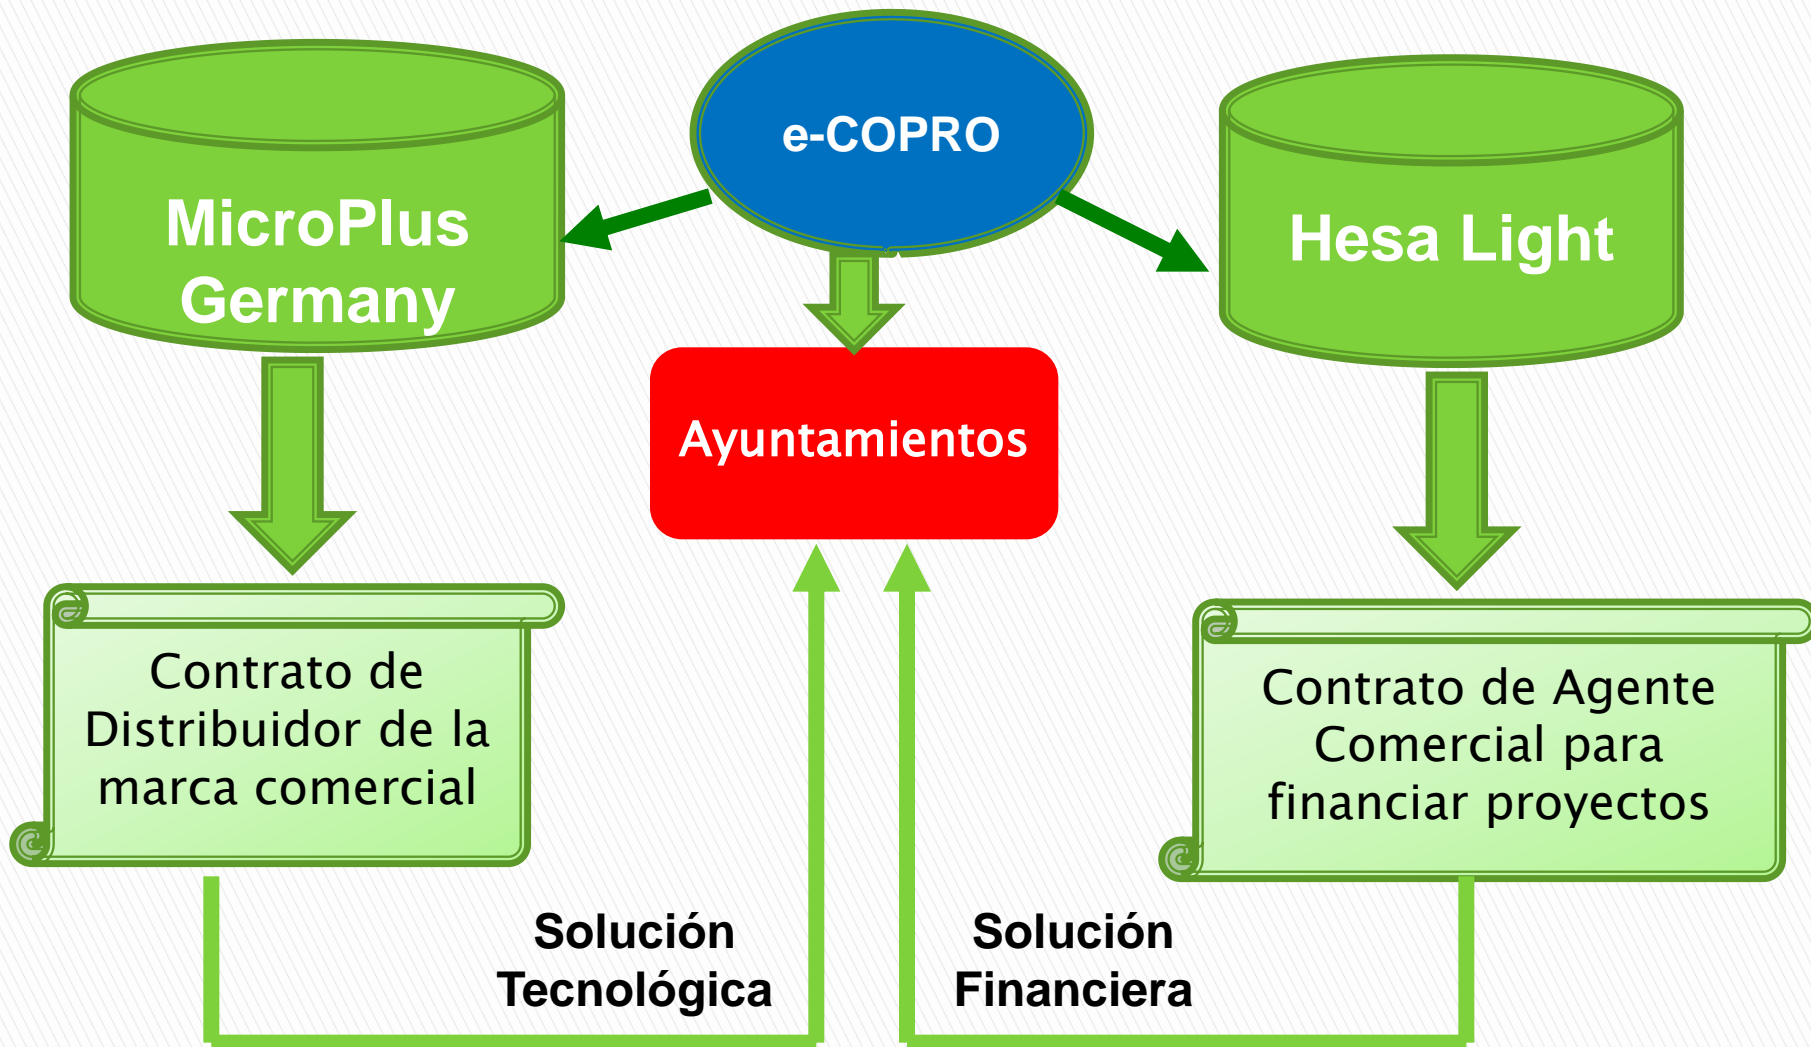 e-COPRO
MicroPlus
Germany
Hesa Light
Ayuntamientos
Contrato de
Distribuidor de la
marca comercial
Contrato de Agente
Comercial para
financiar proyectos
Solución
Tecnológica
Solución
Financiera